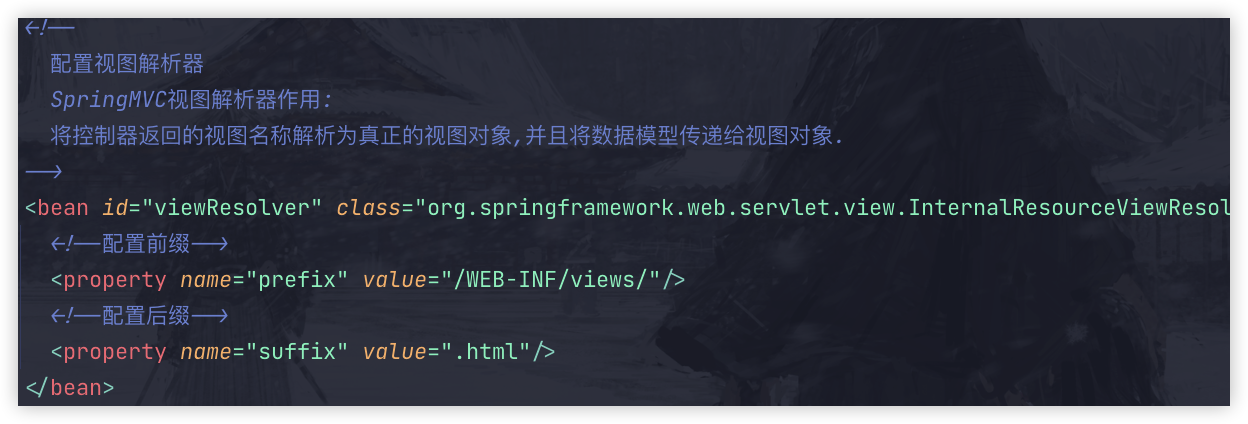 <!--
配置视图解析器
SpringMVC视图解析器作用:
将控制器返回的视图名称解析为真正的视图对象,并且将数据模型传递给视图对象.
-->
<bean id="viewResolver" class="org.springframework.web.servlet.view.InternalResourceViewResol
<!--配置前缀-->
<property name="prefix" value="/WEB-INF/views/"/>
<!--配置后缀-->
<property name="suffix" value=".html"/>
</bean>